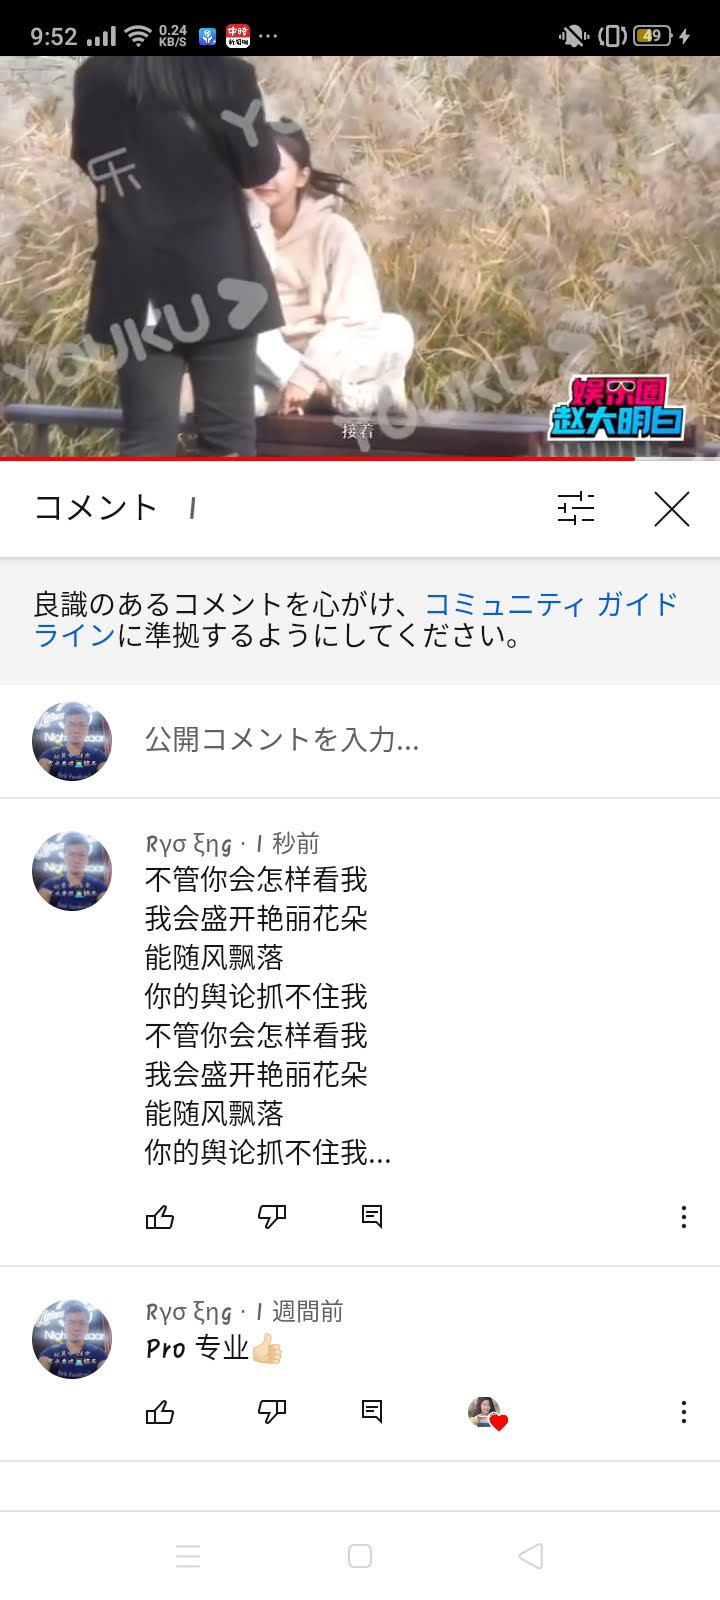 9:52
0.24
KB/S
49
中時
新聞網
乐
YOUKU
YOUKU
娱乐圈
赵大明白
接着
コメント 1
良識のあるコメントを心がけ、コミュニティ ガイド
ラインに準拠するようにしてください。
公開コメントを入力...
Rγσ ξηg · 1 秒前
不管你会怎样看我
我会盛开艳丽花朵
能随风飘落
你的舆论抓不住我
不管你会怎样看我
我会盛开艳丽花朵
能随风飘落
你的舆论抓不住我...
Rγσ ξηg · 1 週間前
Pro 专业👍🏻